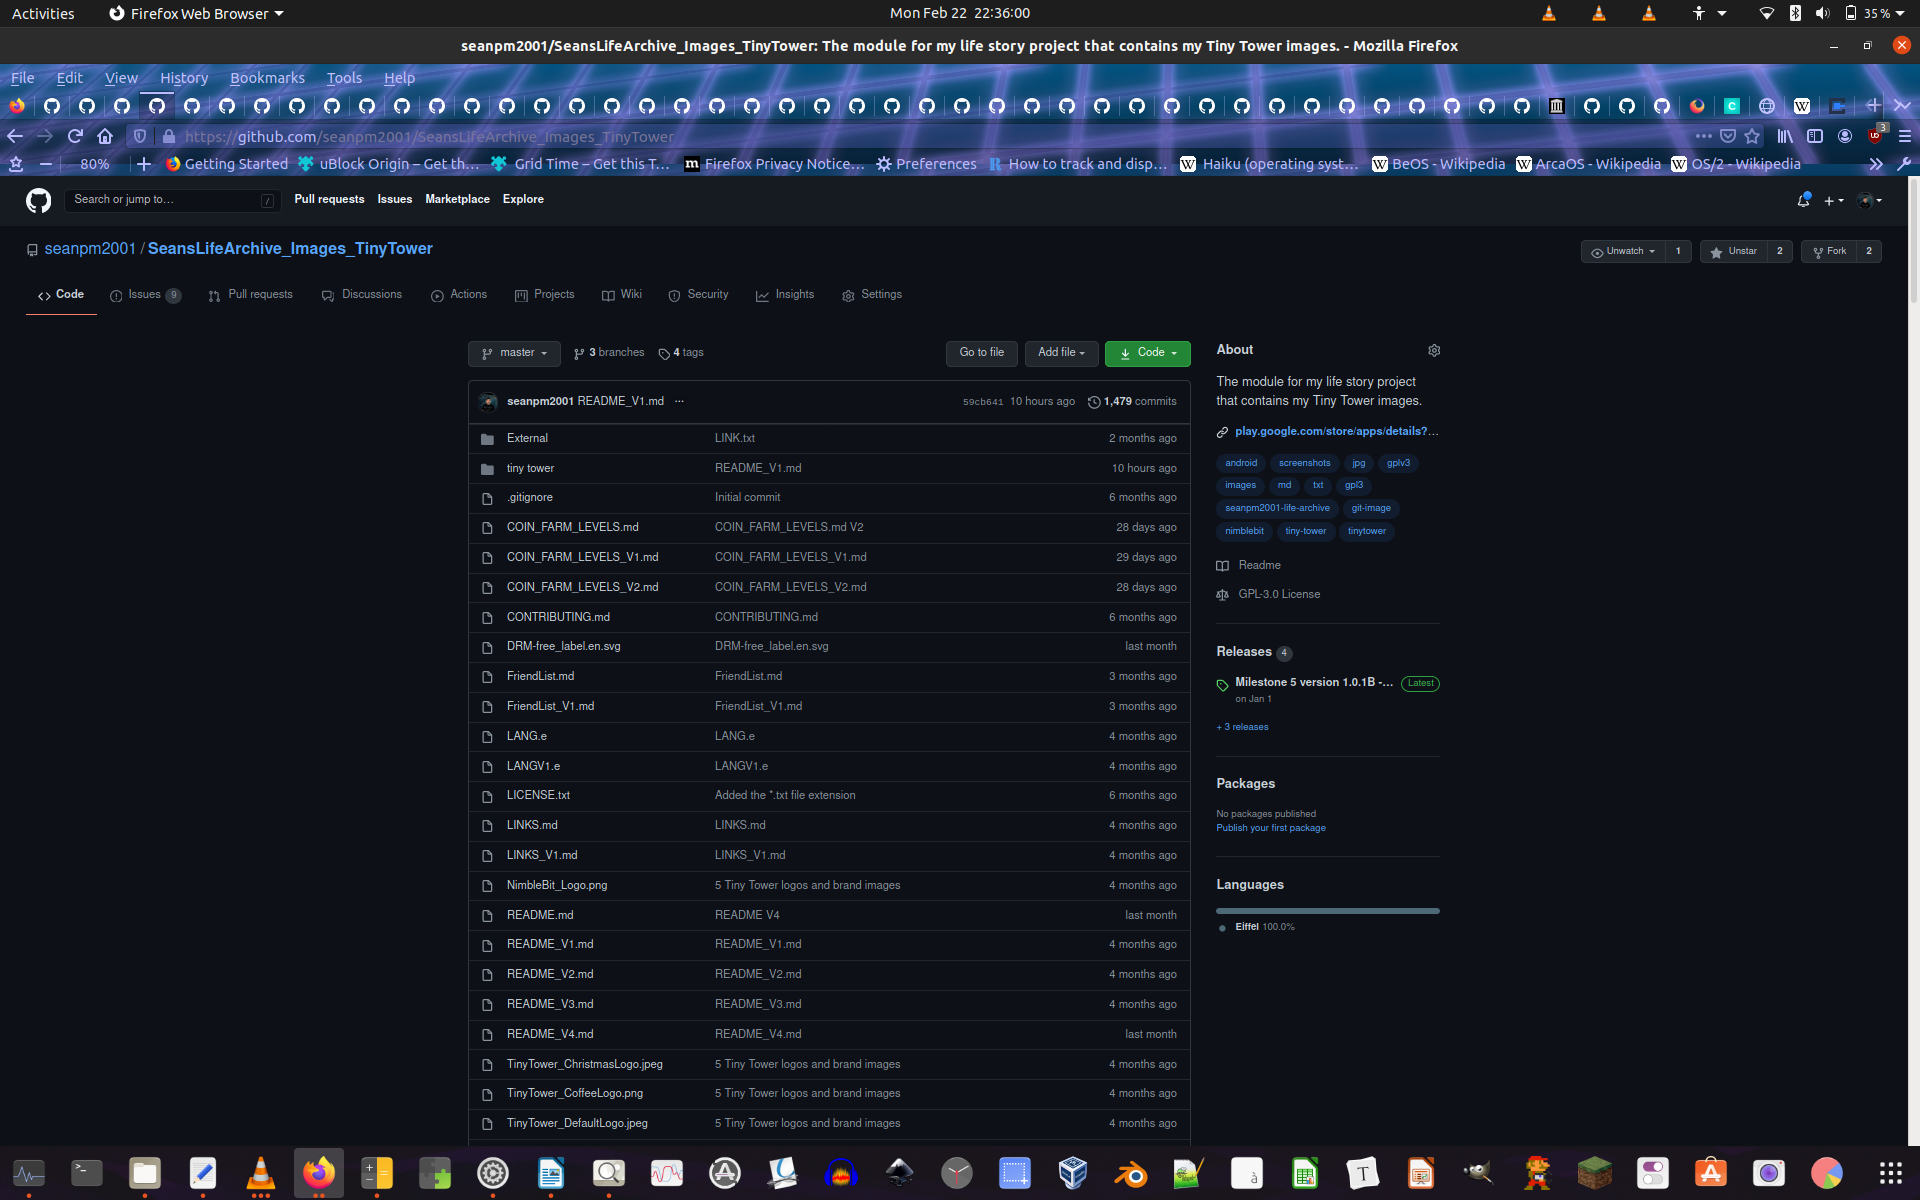 Activities Firefox Web Browser Mon Feb 22 22:36:00 35 %
seanpm2001/SeansLifeArchive_Images_TinyTower: The module for my life story project that contains my Tiny Tower images. - Mozilla Firefox
File Edit View History Bookmarks Tools Help
https://github.com/seanpm2001/SeansLifeArchive_Images_TinyTower 3
80% Getting Started uBlock Origin – Get th… Grid Time – Get this T… Firefox Privacy Notice… Preferences How to track and disp… Haiku (operating syst… BeOS - Wikipedia ArcaOS - Wikipedia OS/2 - Wikipedia
Search or jump to… / Pull requests Issues Marketplace Explore
seanpm2001 / SeansLifeArchive_Images_TinyTower Unwatch 1 Unstar 2 Fork 2
Code Issues 9 Pull requests Discussions Actions Projects Wiki Security Insights Settings
master 3 branches 4 tags Go to file Add file Code
seanpm2001 README_V1.md ... 59cb641 10 hours ago 1,479 commits
External LINK.txt 2 months ago
tiny tower README_V1.md 10 hours ago
.gitignore Initial commit 6 months ago
COIN_FARM_LEVELS.md COIN_FARM_LEVELS.md V2 28 days ago
COIN_FARM_LEVELS_V1.md COIN_FARM_LEVELS_V1.md 29 days ago
COIN_FARM_LEVELS_V2.md COIN_FARM_LEVELS_V2.md 28 days ago
CONTRIBUTING.md CONTRIBUTING.md 6 months ago
DRM-free_label.en.svg DRM-free_label.en.svg last month
FriendList.md FriendList.md 3 months ago
FriendList_V1.md FriendList_V1.md 3 months ago
LANG.e LANG.e 4 months ago
LANGV1.e LANGV1.e 4 months ago
LICENSE.txt Added the *.txt file extension 6 months ago
LINKS.md LINKS.md 4 months ago
LINKS_V1.md LINKS_V1.md 4 months ago
NimbleBit_Logo.png 5 Tiny Tower logos and brand images 4 months ago
README.md README V4 last month
README_V1.md README_V1.md 4 months ago
README_V2.md README_V2.md 4 months ago
README_V3.md README_V3.md 4 months ago
README_V4.md README_V4.md last month
TinyTower_ChristmasLogo.jpeg 5 Tiny Tower logos and brand images 4 months ago
TinyTower_CoffeeLogo.png 5 Tiny Tower logos and brand images 4 months ago
TinyTower_DefaultLogo.jpeg 5 Tiny Tower logos and brand images 4 months ago
About
The module for my life story project
that contains my Tiny Tower images.
play.google.com/store/apps/details?…
android screenshots jpg gplv3
images md txt gpl3
seanpm2001-life-archive git-image
nimblebit tiny-tower tinytower
Readme
GPL-3.0 License
Releases 4
Milestone 5 version 1.0.1B -… Latest
on Jan 1
+ 3 releases
Packages
No packages published
Publish your first package
Languages
Eiffel 100.0%